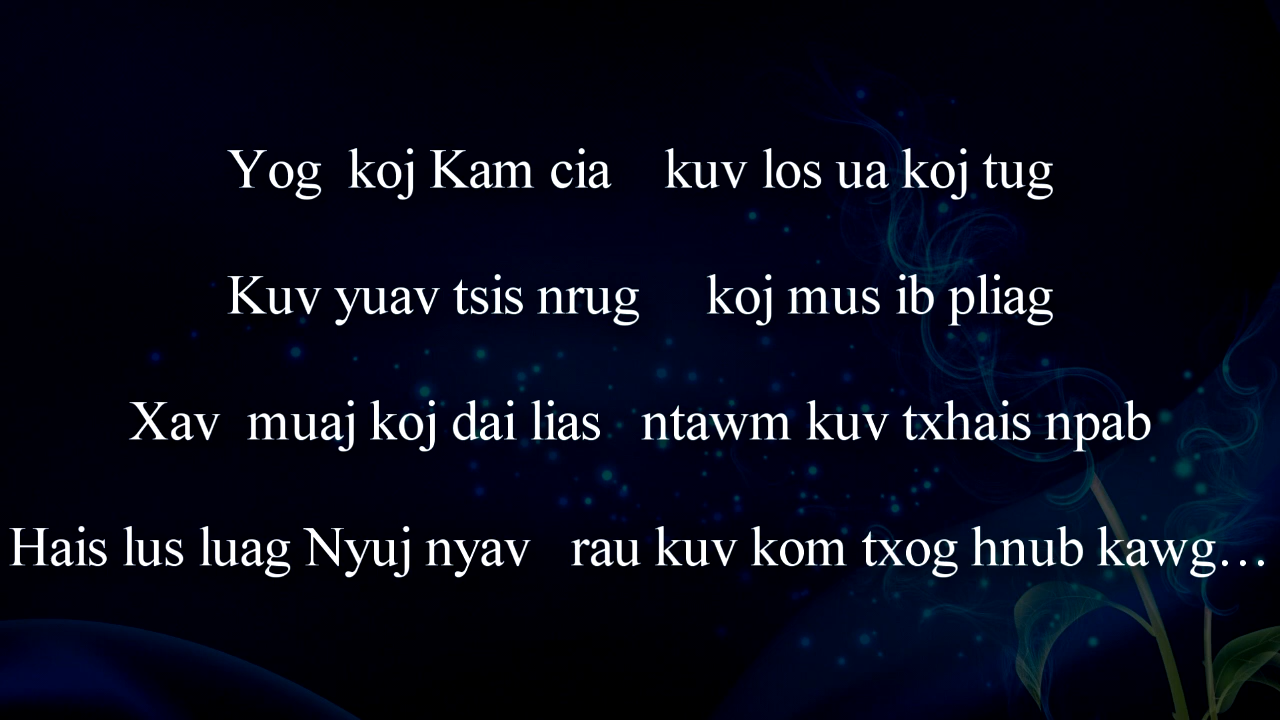 Yog koj Kam cia kuv los ua koj tug
Kuv yuav tsis nrug koj mus ib pliag
Xav muaj koj dai lias ntawm kuv txhais npab
Hais lus luag Nyuj nyav rau kuv kom txog hnub kawg…